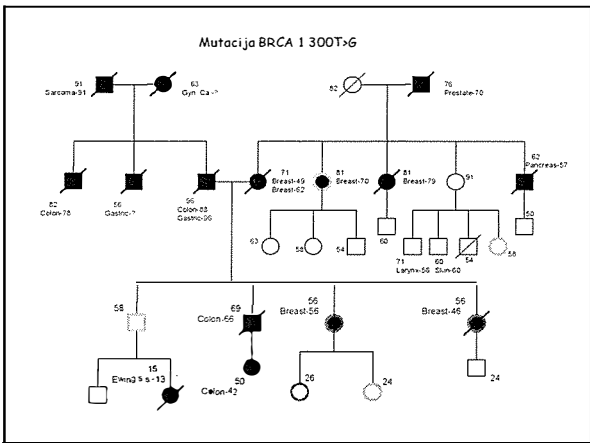 Mutacija BRCA 1 300T>G
91
Sarcoma-91
63
Gyn. Ca -?
82
76
Prostate-70
82
Colon-78
56
Gastric-?
96
Colon-88
Gastric-96
71
Breast-49
Breast-62
81
Breast-70
81
Breast-79
91
62
Pancreas-57
63
58
54
60
71
Larynx-56
60
Skin-60
54
58
50
58
69
Colon-66
56
Breast-56
56
Breast-46
15
Ewing s s.-13
50
Colon-42
26
24
24